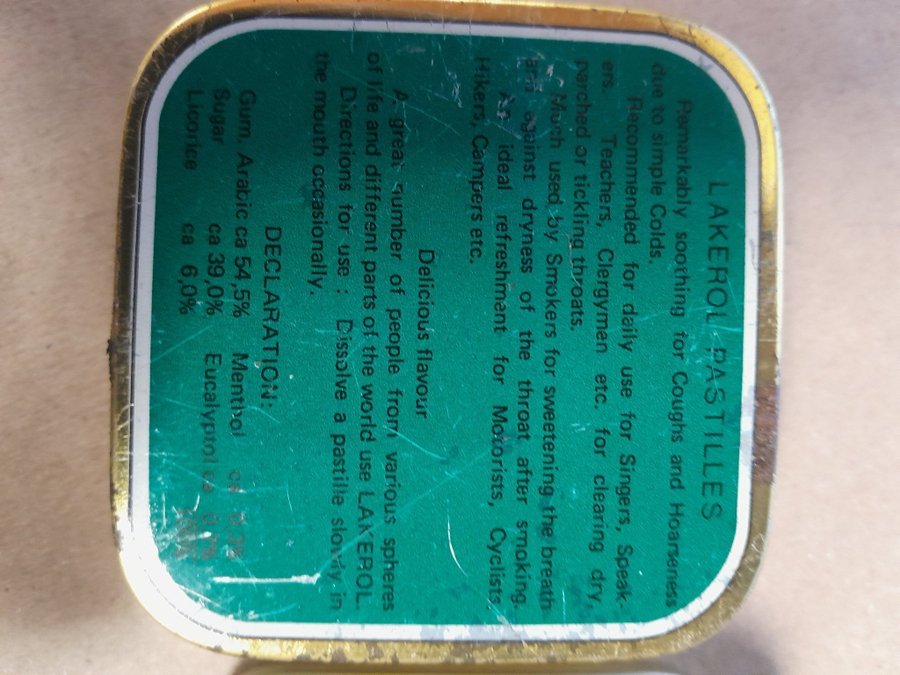 LAKEROL PASTILLES
Remarkably soothing for Coughs and Hoarseness
due to simple Colds.
Recommended for daily use for Singers, Speak-
ers, Teachers, Clergymen etc. for clearing dry,
parched or tickling throats.
Much used by Smokers for sweetening the breath
and against dryness of the throat after smoking.
An ideal refreshment for Motorists, Cyclists,
Hikers, Campers etc.
Delicious flavour
A great number of people from various spheres
of life and different parts of the world use LAKEROL.
Directions for use : Dissolve a pastille slowly in
the mouth occasionally.
DECLARATION:
Gum. Arabic ca 54,5% Menthol ca
Sugar ca 39,0% Eucalyptol ca
Licorice ca 6,0%